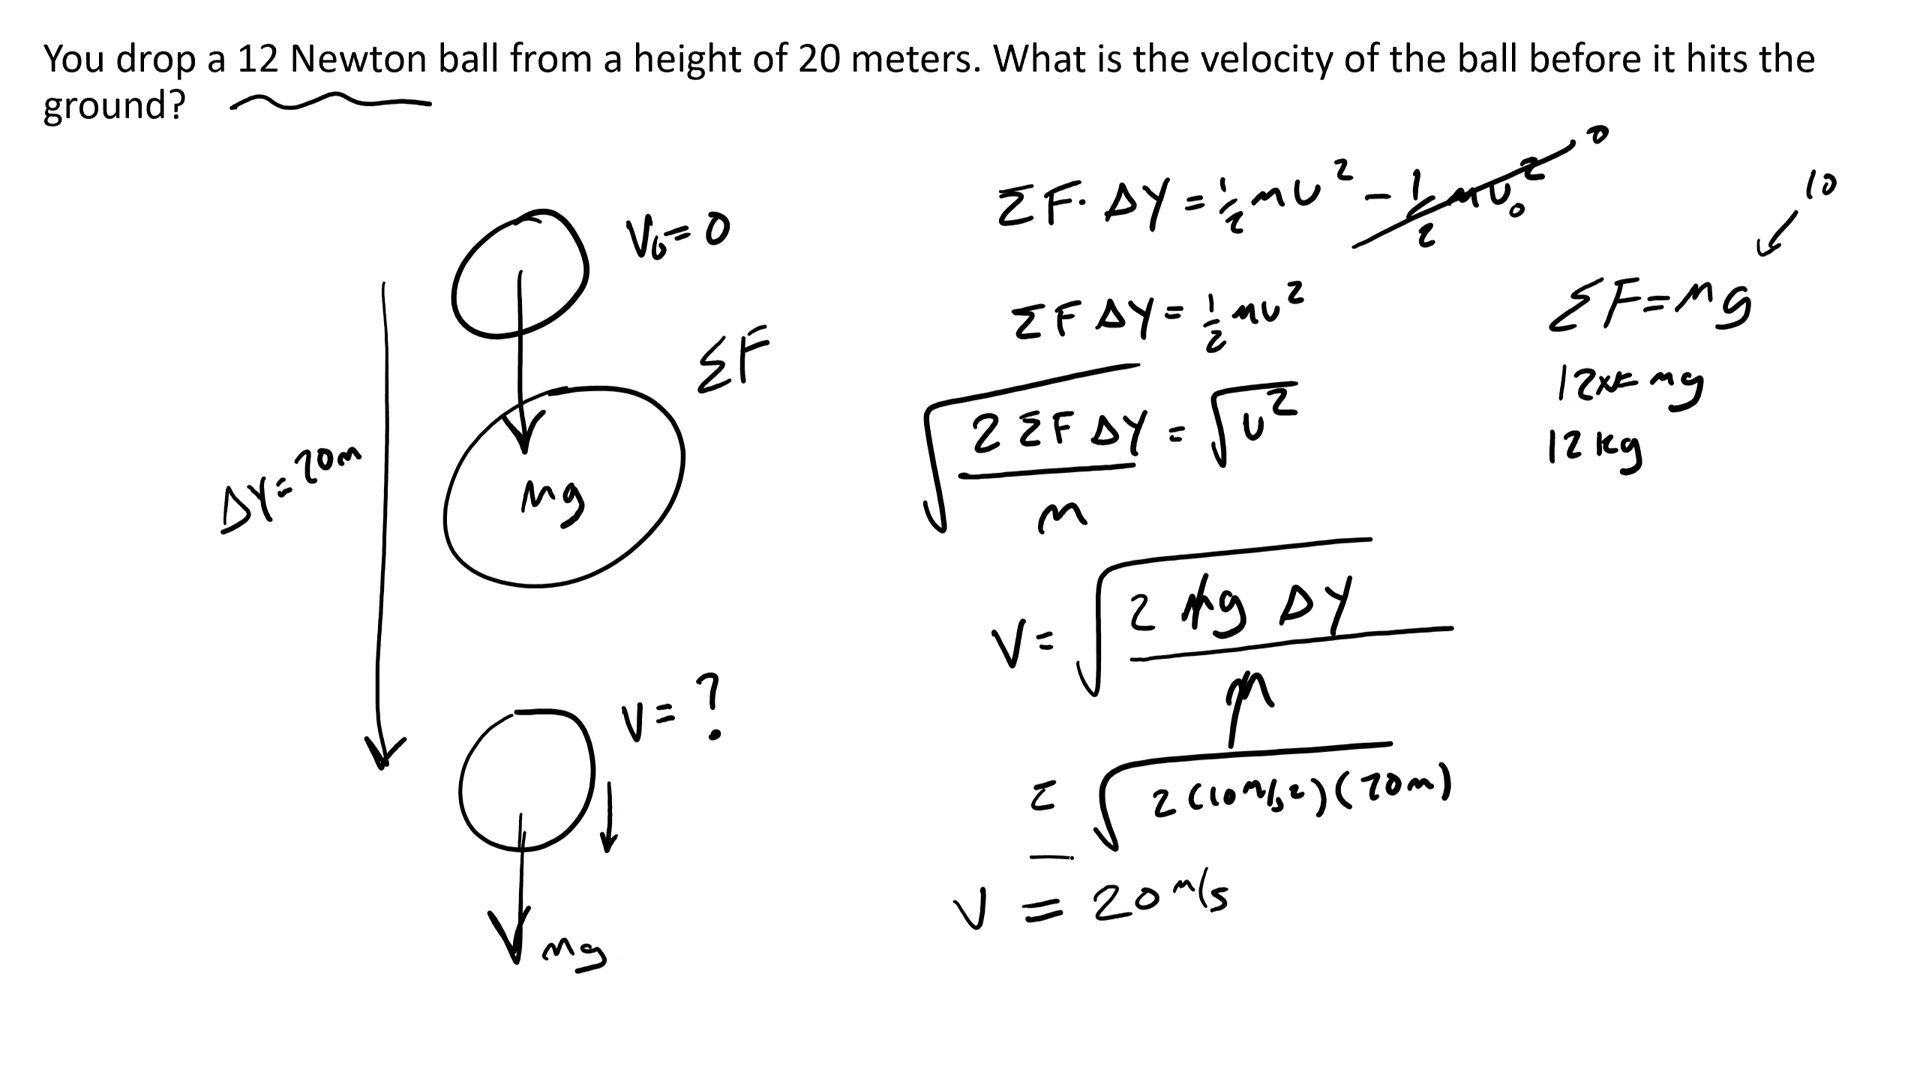 You drop a 12 Newton ball from a height of 20 meters. What is the velocity of the ball before it hits the
ground?
V₀ = 0
ΣF
Δy = 20m
mg
V = ?
mg
ΣF · Δy = ½mv² - ½mv₀² 0
ΣF Δy = ½mv²
√(2 ΣF Δy / m) = √v²
V = √(2 mg Δy / m)
= √(2(10m/s²)(20m))
V = 20 m/s
10
ΣF = mg
= mg
12 kg